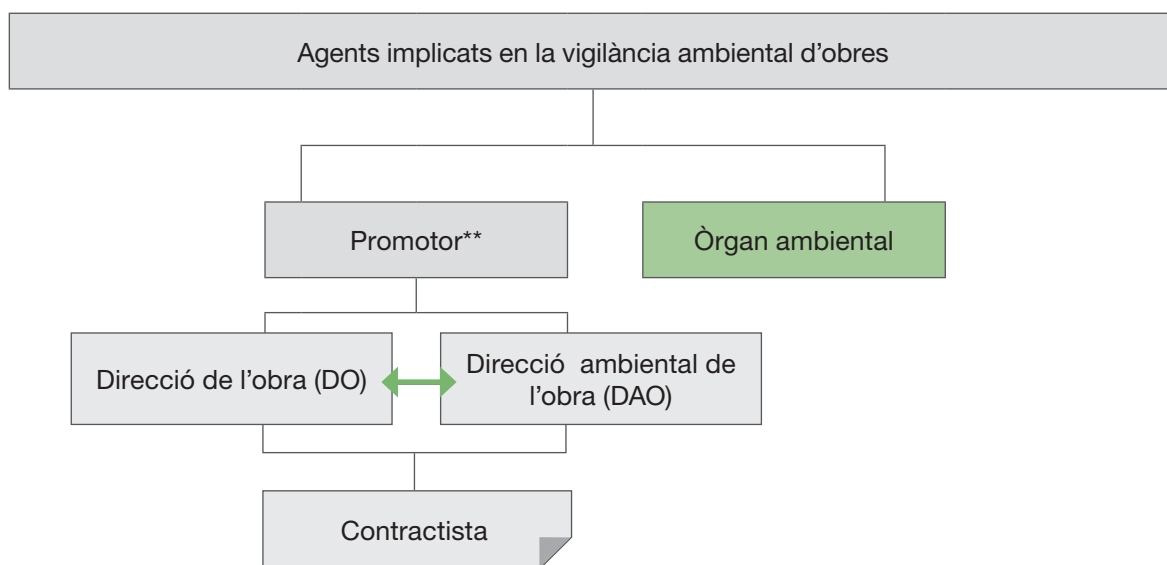 Agents implicats en la vigilància ambiental d’obres
Promotor**
Òrgan ambiental
Direcció de l’obra (DO)
Direcció ambiental de
l’obra (DAO)
Contractista